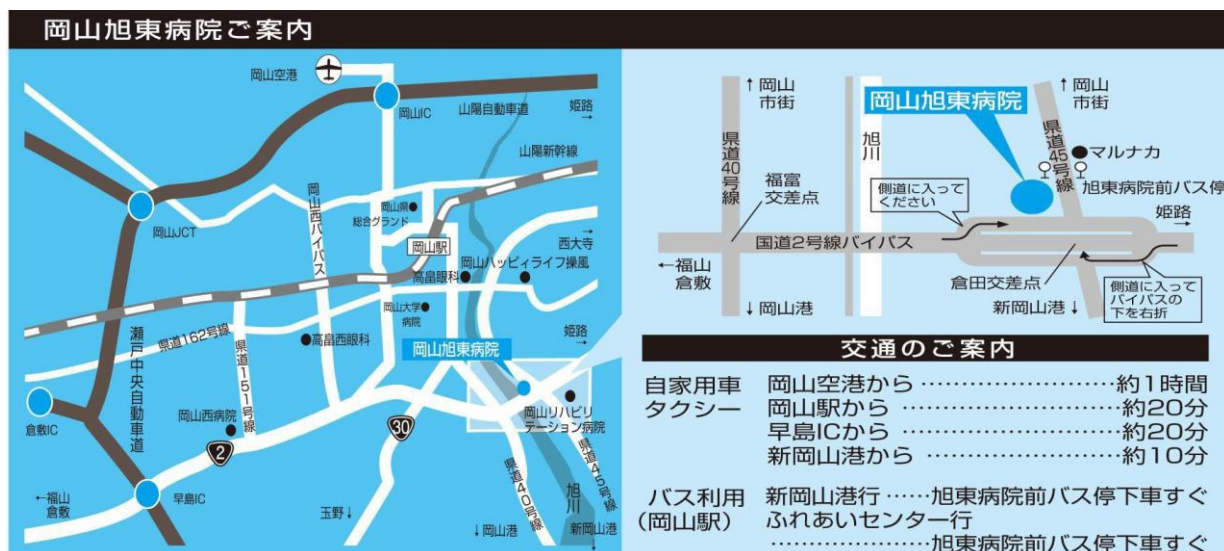 岡山旭東病院ご案内
岡山空港
岡山IC
山陽自動車道
姫路
→
山陽新幹線
岡山県
総合グランド
岡山JCT
岡山西バイパス
岡山駅
西大寺
→
高畠眼科
岡山ハッピィライフ操風
岡山大学
病院
県道162号線
県道151号線
高畠西眼科
瀬戸中央自動車道
岡山旭東病院
姫路
→
倉敷IC
岡山西病院
2
30
岡山リハビリ
テーション病院
←福山
倉敷
早島IC
玉野↓
↓岡山港
県道40号線
旭川
県道45号線
新岡山港
↓
↑岡山
市街
県道40号線
福富
交差点
旭川
岡山旭東病院
↑岡山
市街
県道45号線
マルナカ
旭東病院前バス停
側道に入って
ください
姫路
→
国道2号線バイパス
←福山
倉敷
倉田交差点
↓岡山港
新岡山港↓
側道に入って
バイパスの
下を右折
交通のご案内
自家用車 岡山空港から ……………………約1時間
タクシー 岡山駅から ……………………約20分
早島ICから ……………………約20分
新岡山港から ……………………約10分
バス利用 新岡山港行 ……旭東病院前バス停下車すぐ
(岡山駅) ふれあいセンター行
………………旭東病院前バス停下車すぐ